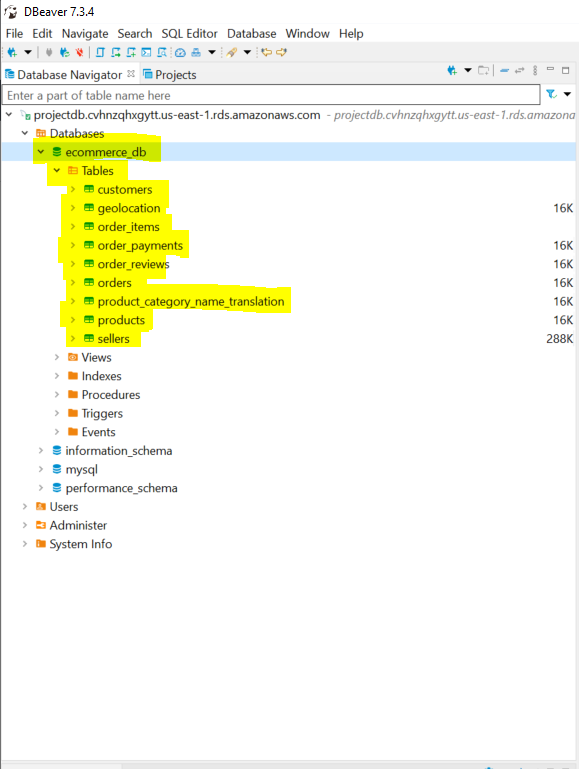 DBeaver 7.3.4
File Edit Navigate Search SQL Editor Database Window Help
Database Navigator Projects
Enter a part of table name here
projectdb.cvhnzqhxgytt.us-east-1.rds.amazonaws.com - projectdb.cvhnzqhxgytt.us-east-1.rds.amazona
Databases
ecommerce_db
Tables
customers
geolocation 16K
order_items
order_payments 16K
order_reviews 16K
orders 16K
product_category_name_translation 16K
products 16K
sellers 288K
Views
Indexes
Procedures
Triggers
Events
information_schema
mysql
performance_schema
Users
Administer
System Info